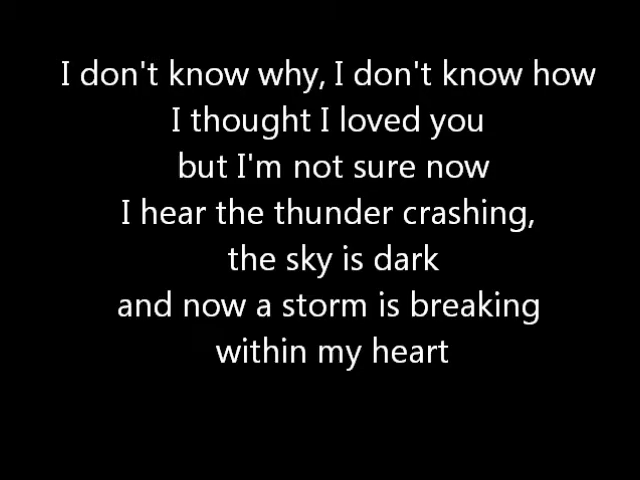 I don't know why, I don't know how
I thought I loved you
but I'm not sure now
I hear the thunder crashing,
the sky is dark
and now a storm is breaking
within my heart